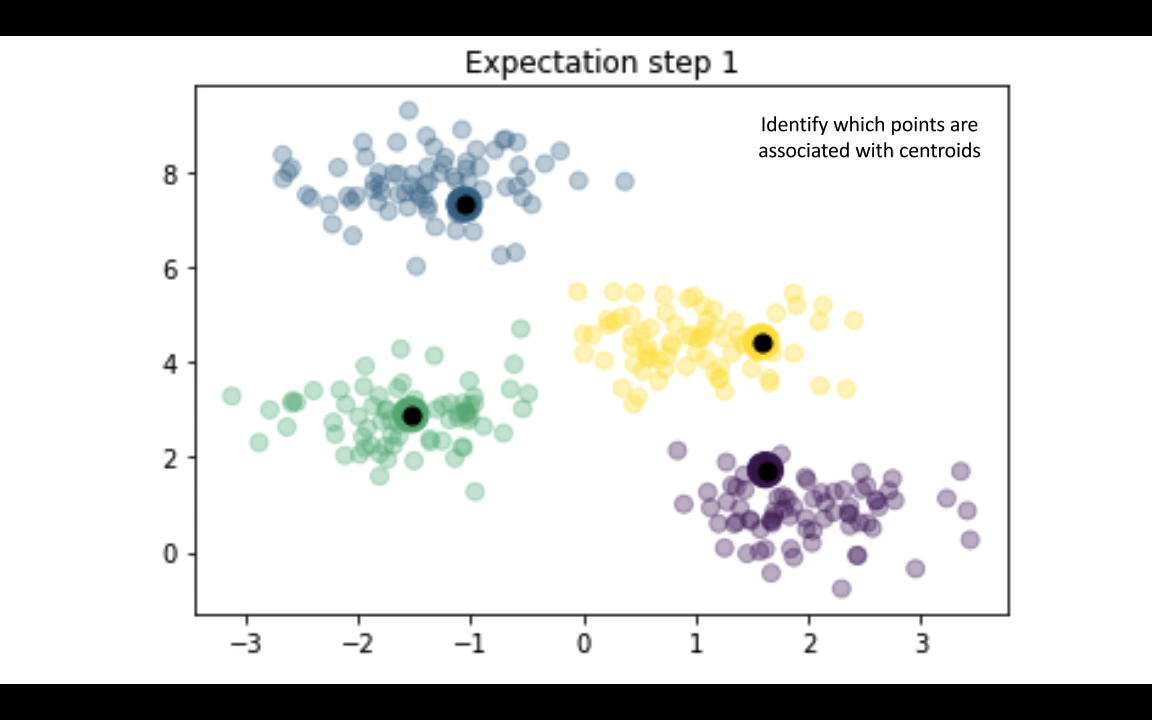 Expectation step 1
Identify which points are
associated with centroids
8
6
4
2
0
−3 −2 −1 0 1 2 3